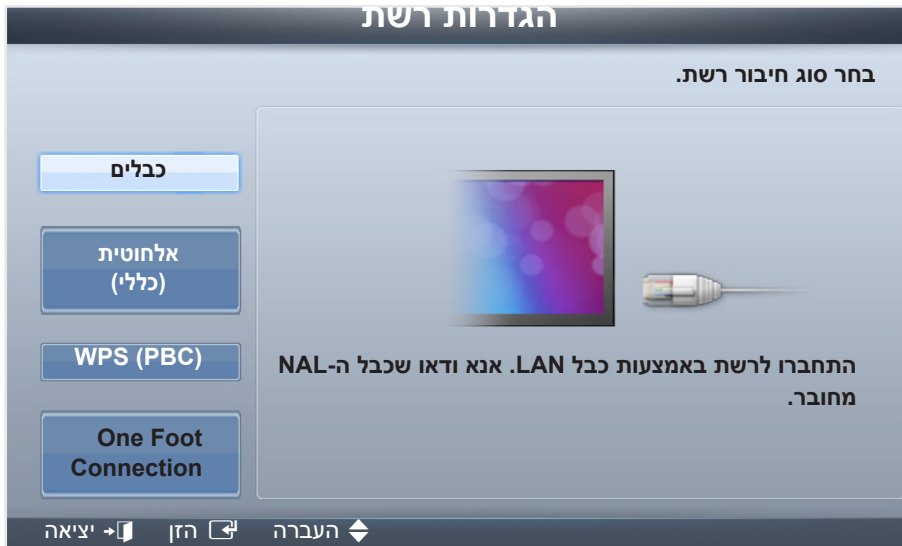 הגדרות רשת
בחר סוג חיבור רשת.
כבלים
אלחוטית
(כללי)
WPS (PBC)
One Foot
Connection
התחברו לרשת באמצעות כבל LAN. אנא ודאו שכבל ה-NAL
מחובר.
העברה
הזן
יציאה